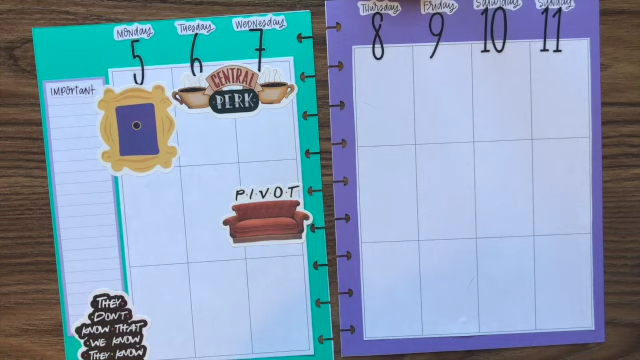 Monday Tuesday Wednesday Thursday Friday Saturday Sunday
5 6 7 8 9 10 11
IMPORTANT
CENTRAL
PERK
P·I·V·O·T
THEY
DON'T
KNOW THAT
WE KNOW
THEY KNOW